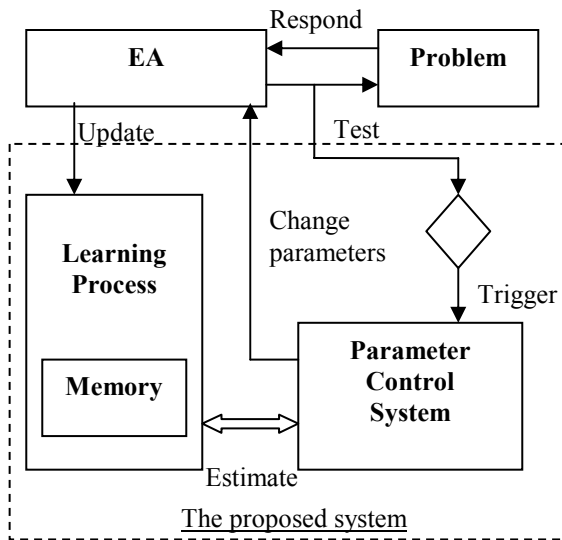 Respond
EA
Problem
Update
Test
Change
parameters
Learning
Process
Trigger
Parameter
Control
System
Memory
Estimate
The proposed system